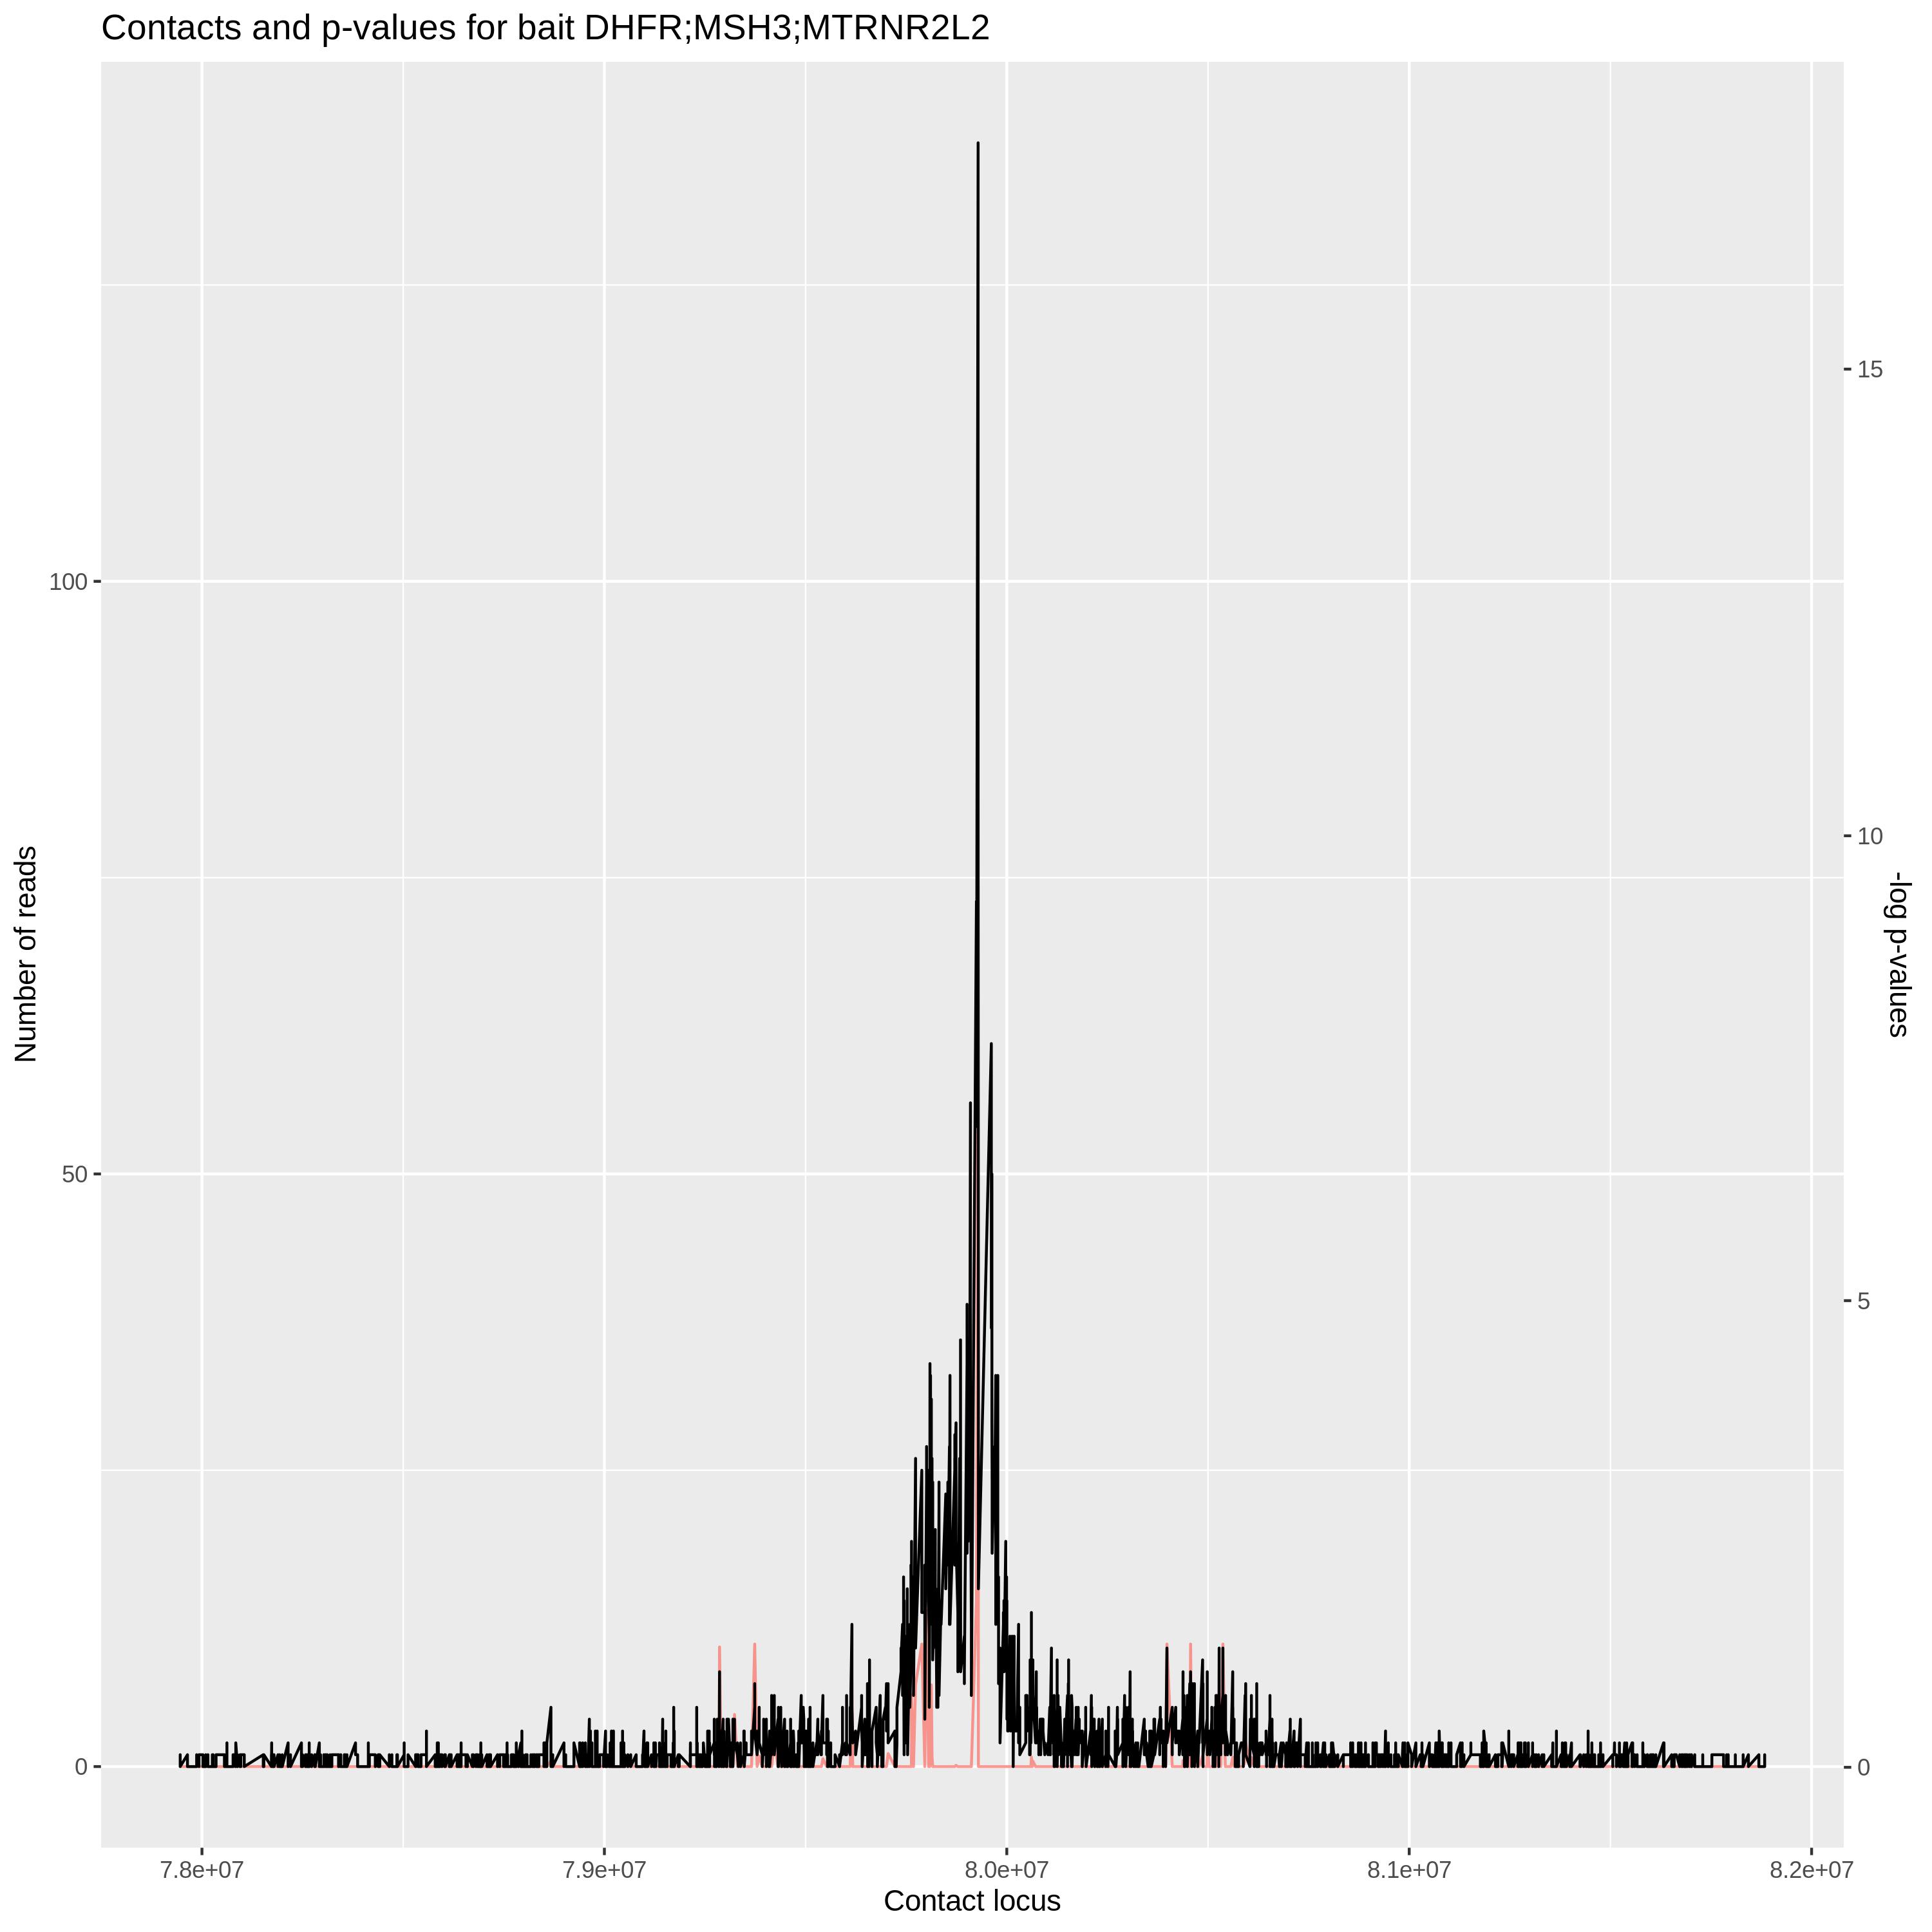 Contacts and p-values for bait DHFR;MSH3;MTRNR2L2
Number of reads
100
50
0
15
10
5
0
-log p-values
7.8e+07
7.9e+07
8.0e+07
8.1e+07
8.2e+07
Contact locus